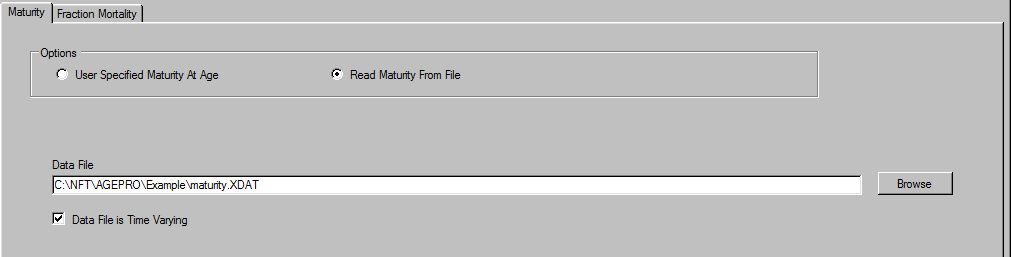 Maturity Fraction Mortality
Options
User Specified Maturity At Age Read Maturity From File
Data File
C:\NFT\AGEPRO\Example\maturity.XDAT Browse
Data File is Time Varying